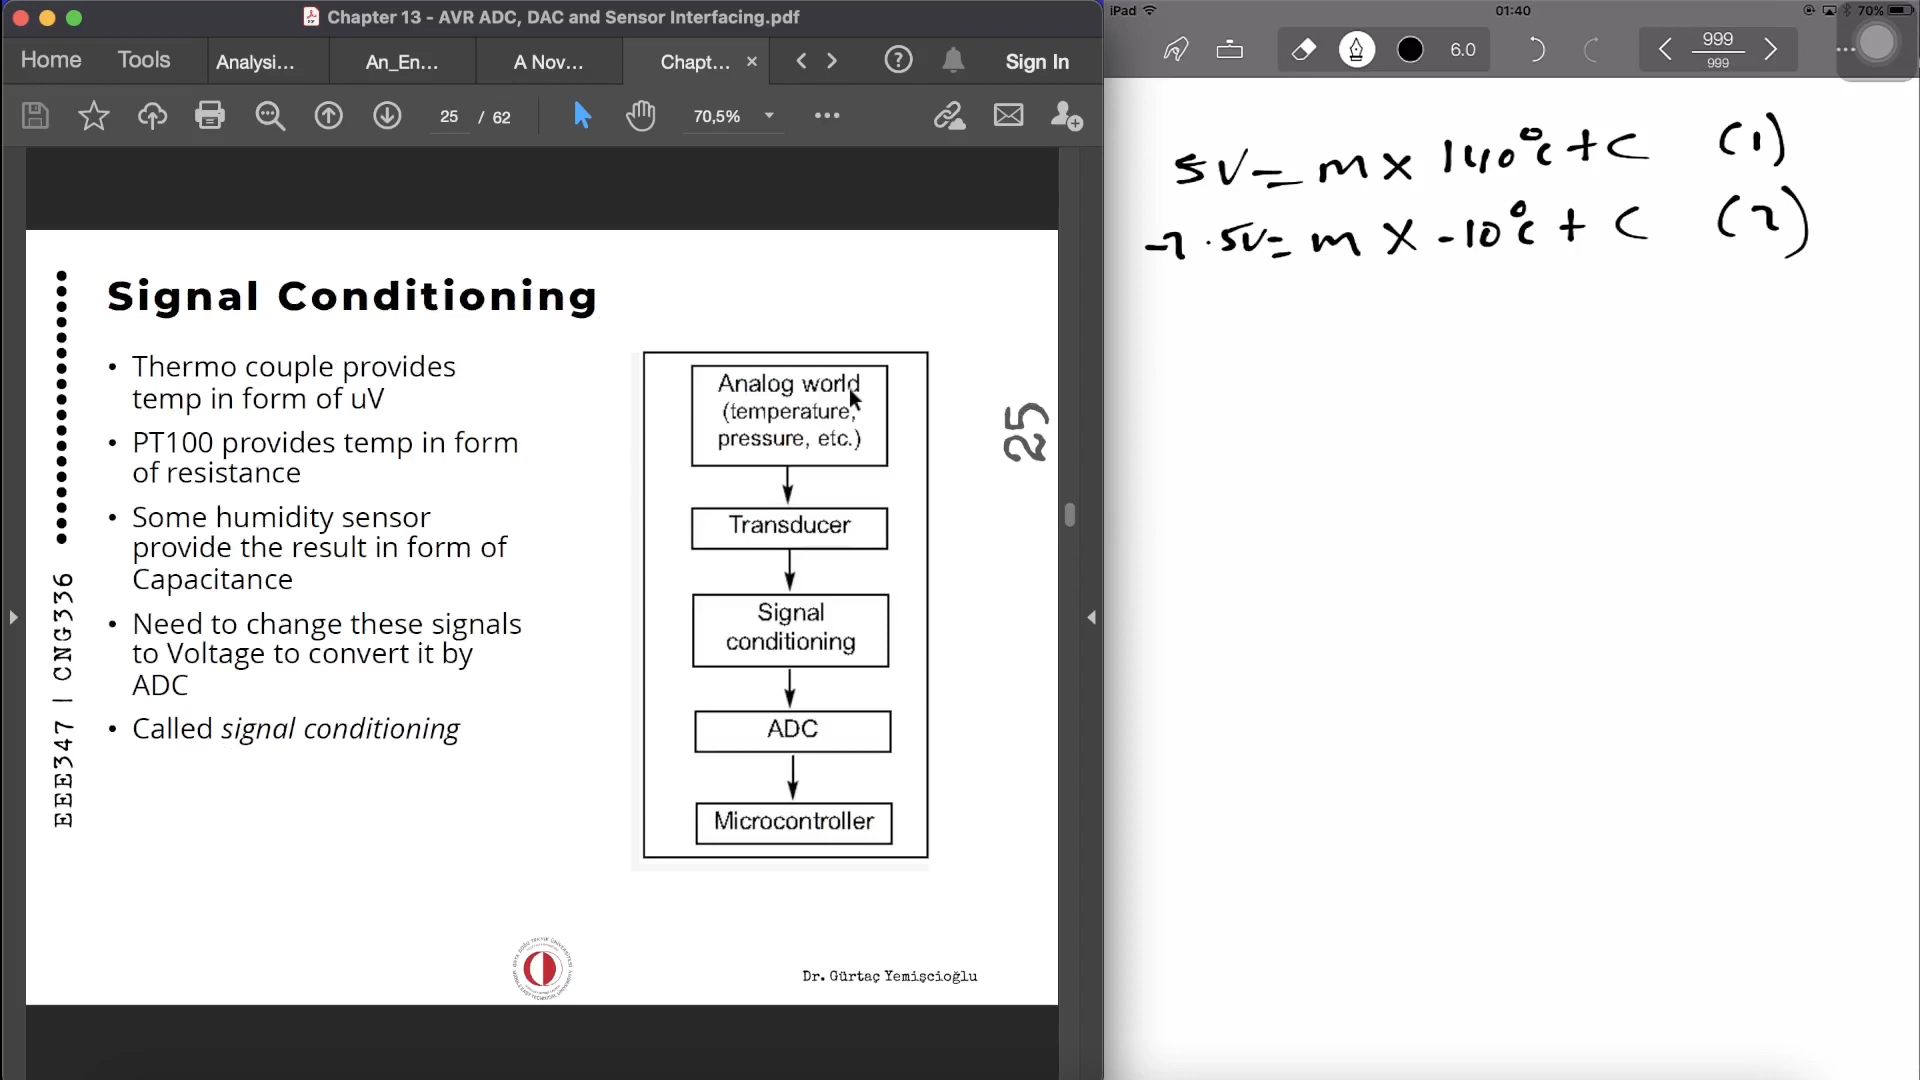 Chapter 13 - AVR ADC, DAC and Sensor Interfacing.pdf
Home Tools Analysi... An_En... A Nov... Chapt... × ? Sign In
25 / 62 70,5%
Signal Conditioning
• Thermo couple provides
temp in form of uV
• PT100 provides temp in form
of resistance
• Some humidity sensor
provide the result in form of
Capacitance
• Need to change these signals
to Voltage to convert it by
ADC
• Called signal conditioning
EEE347 | CNG336
Analog world
(temperature,
pressure, etc.)
Transducer
Signal
conditioning
ADC
Microcontroller
25
Dr. Gürtaç Yemişcioğlu
iPad 01:40 70%
6.0 999
999
5V = m × 140°C + C (1)
-2.5V = m × -10°C + C (2)